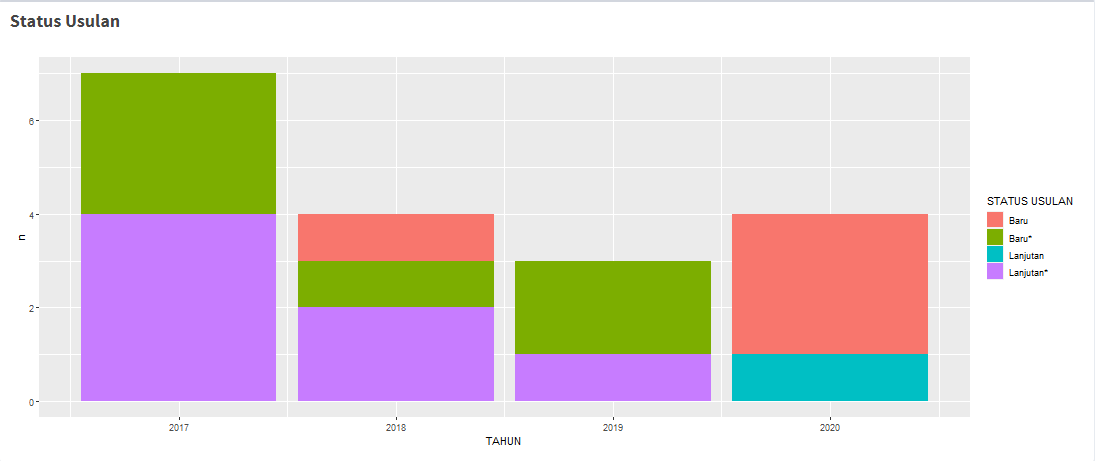 Status Usulan
6
4
2
0
n
2017
2018
2019
2020
TAHUN
STATUS USULAN
Baru
Baru*
Lanjutan
Lanjutan*